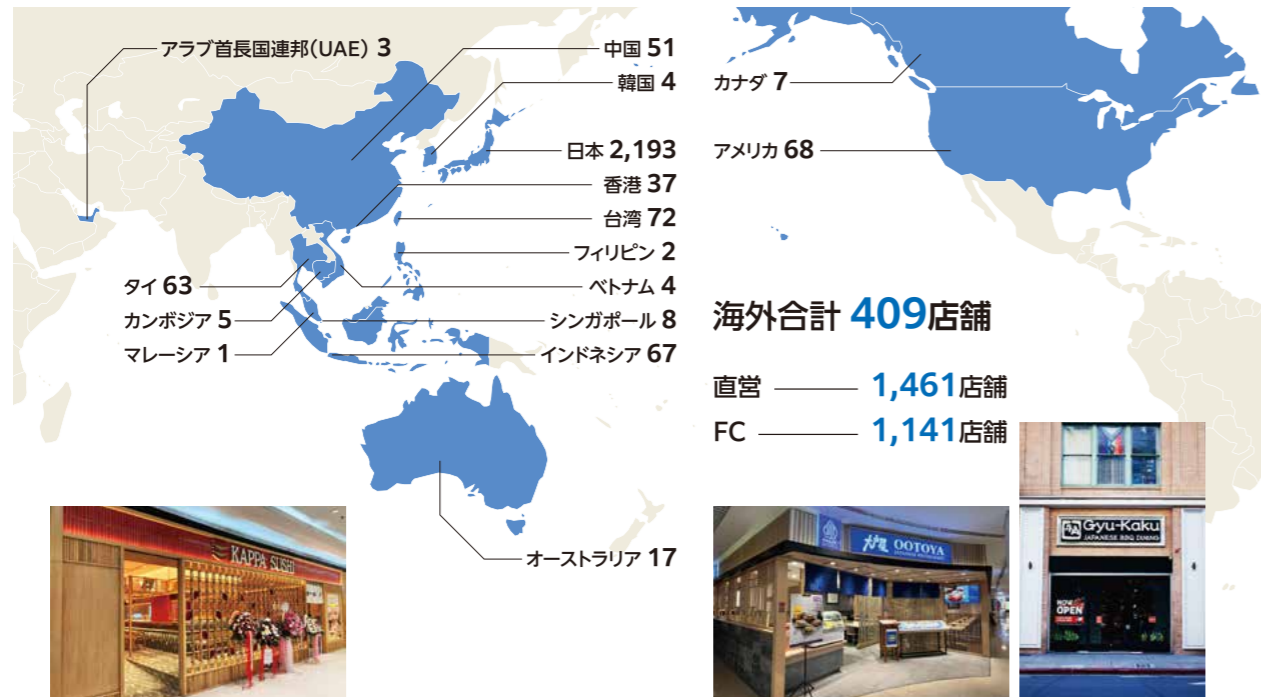 アラブ首長国連邦(UAE) 3
中国 51
韓国 4
日本 2,193
香港 37
台湾 72
フィリピン 2
タイ 63
ベトナム 4
カンボジア 5
シンガポール 8
マレーシア 1
インドネシア 67
オーストラリア 17
カナダ 7
アメリカ 68
海外合計 409店舗
直営 1,461店舗
FC 1,141店舗
KAPPA SUSHI
大戸屋 OOTOYA
Gyu-Kaku
JAPANESE BBQ DINING
NOW
OPEN